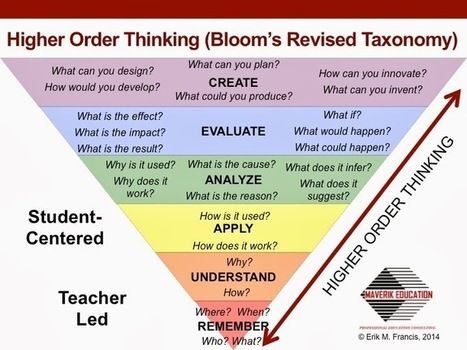 Higher Order Thinking (Bloom's Revised Taxonomy)
What can you design?
What can you plan?
How can you innovate?
How would you develop?
CREATE
What could you produce?
What can you invent?
What is the effect?
What if?
What is the impact?
EVALUATE
What would happen?
What is the result?
What could happen?
Why is it used?
What is the cause?
What does it infer?
Why does it
work?
ANALYZE
What is the reason?
What does it
suggest?
How is it used?
APPLY
How does it work?
Student-
Centered
Why?
UNDERSTAND
How?
Teacher
Led
Where? When?
REMEMBER
Who? What?
HIGHER ORDER THINKING
MAVERIK EDUCATION
PROFESSIONAL EDUCATION CONSULTING
© Erik M. Francis, 2014